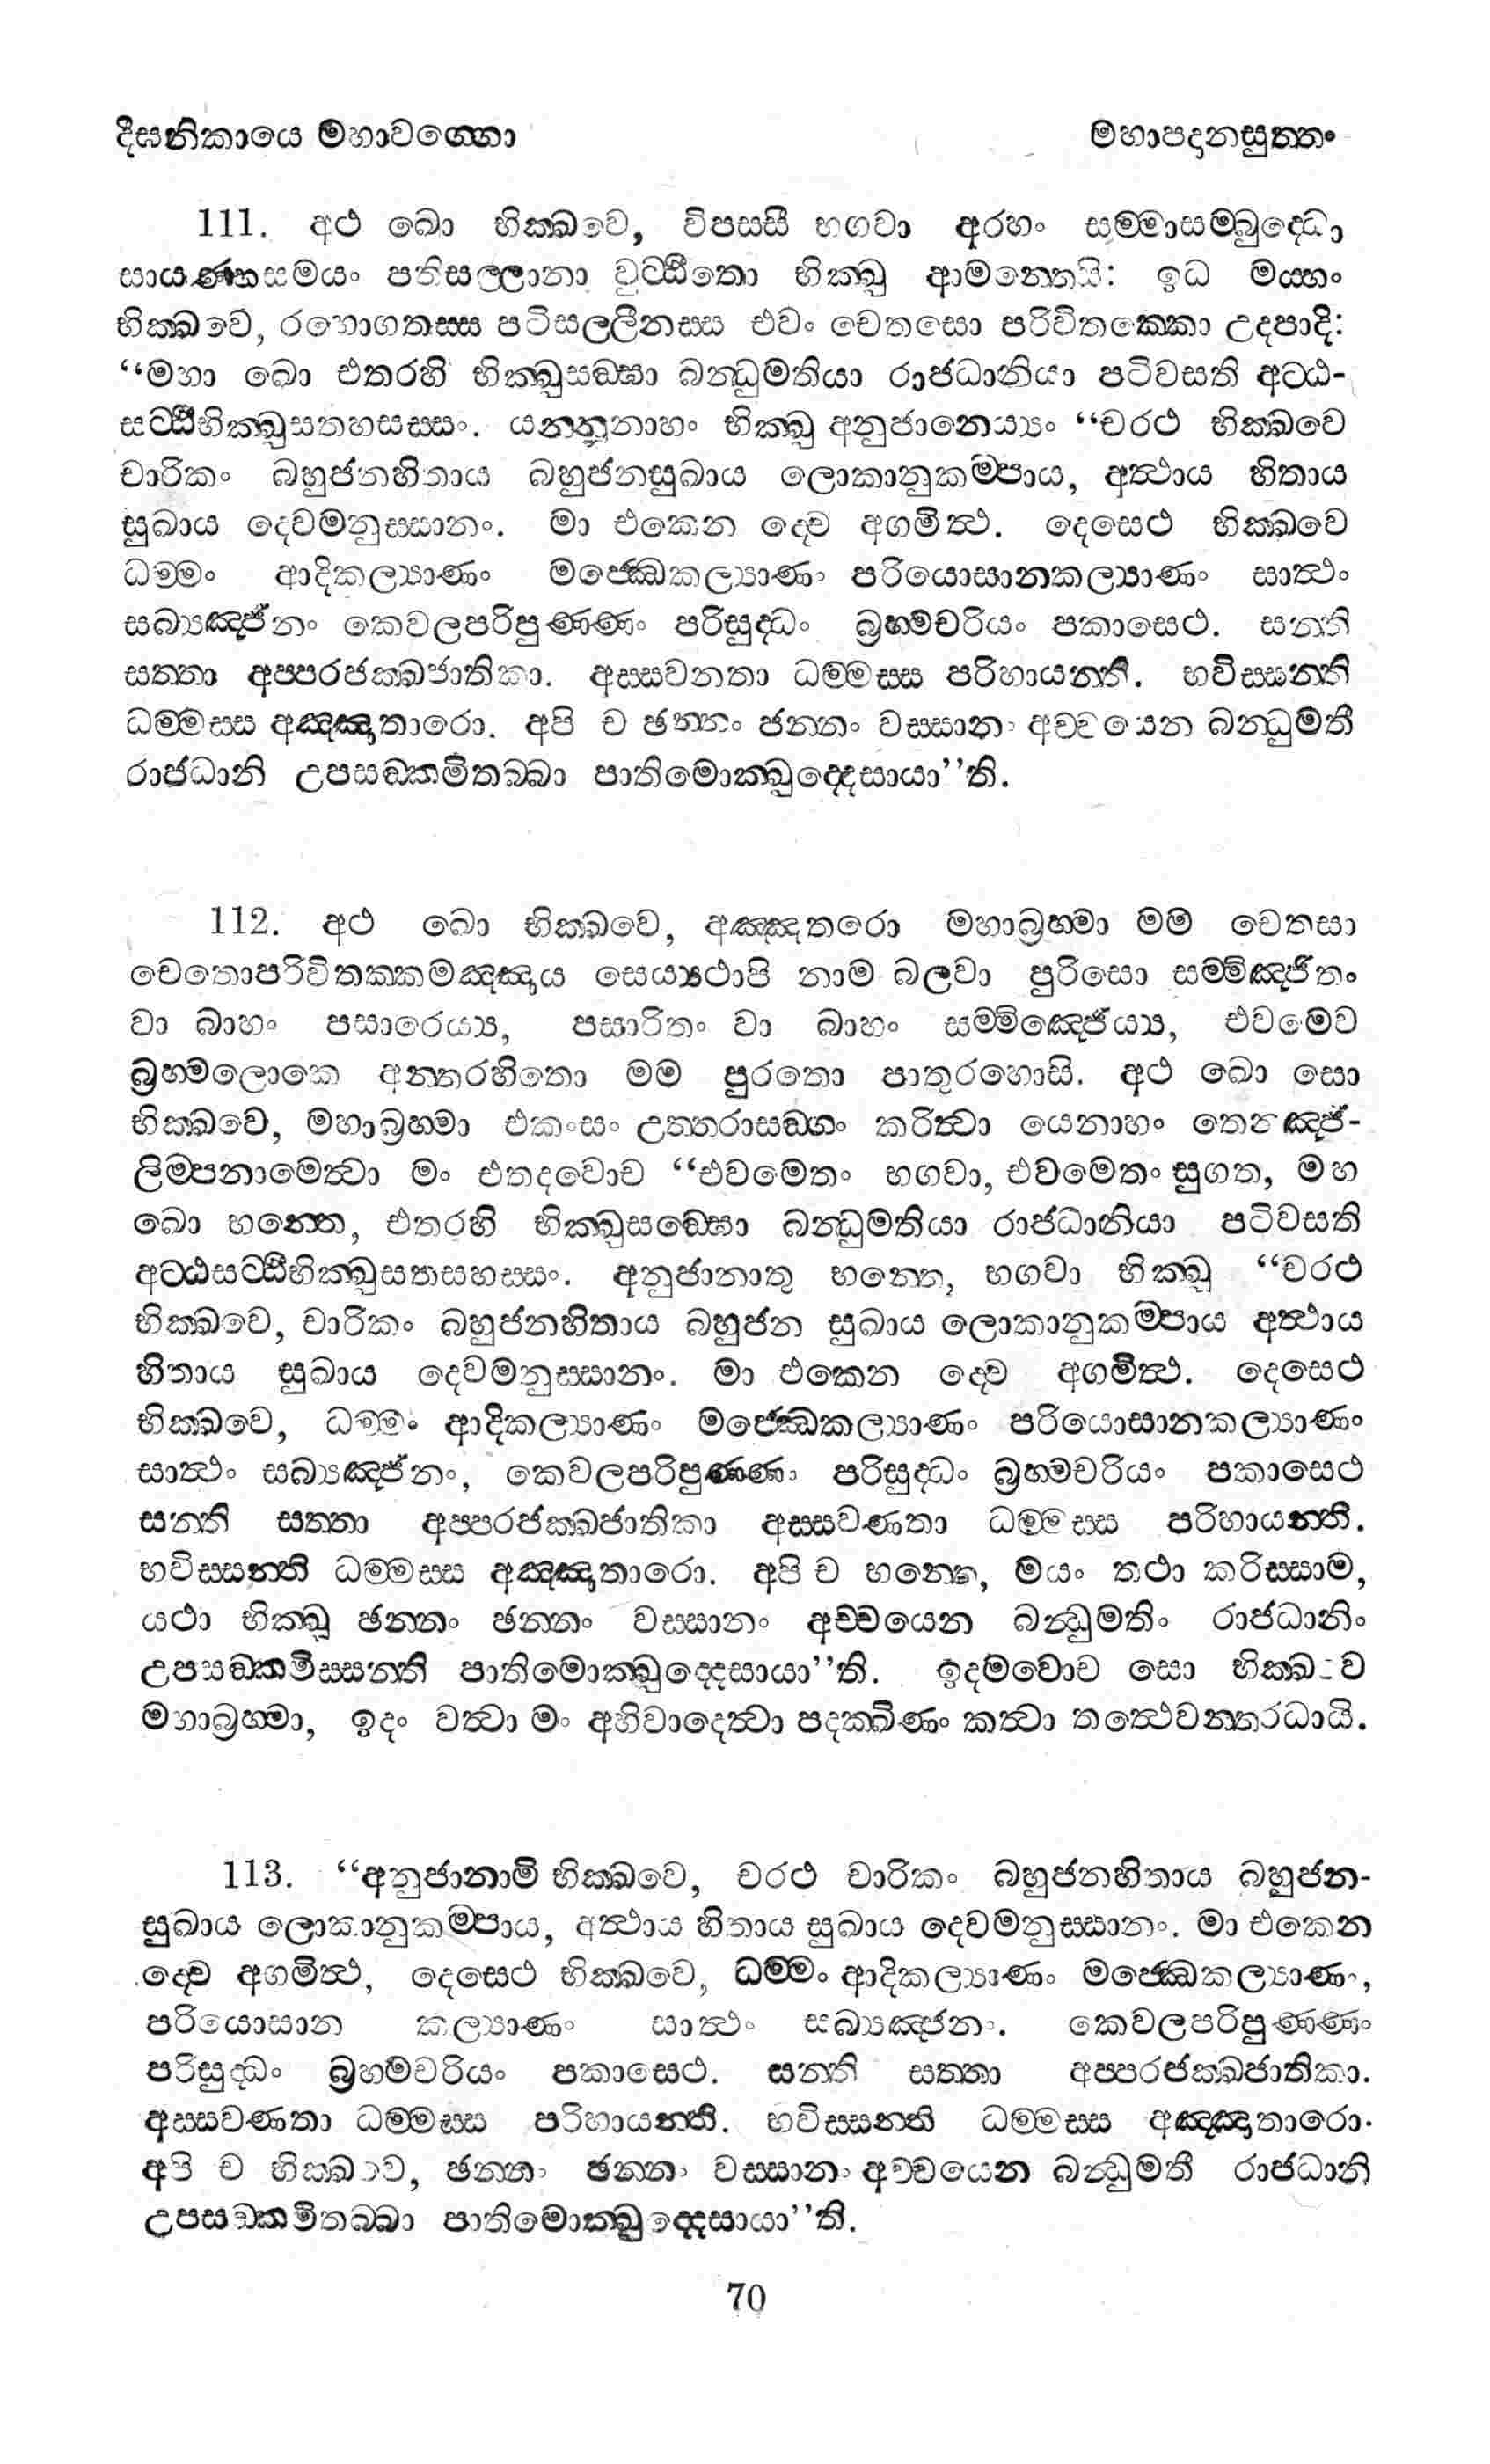 දීඝනිකායෙ මහාවග්ගො මහාපදානසුත්තං
111. අථ ඛො භික්ඛවෙ, විපස්සී භගවා අරහං සම්මාසම්බුද්ධො
සායණ්හසමයං පතිසල්ලානා වුට්ඨිතො භික්ඛු ආමන්තෙසි: ඉධ මය්හං
භික්ඛවෙ, රහොගතස්ස පටිසල්ලීනස්ස එවං චෙතසො පරිවිතක්කො උදපාදි:
“මහා ඛො එතරහි භික්ඛුසඞ්ඝා බන්ධුමතියා රාජධානියා පටිවසති අට්ඨ-
සට්ඨිභික්ඛුසතහසස්සං. යන්නූනාහං භික්ඛු අනුජානෙය්‍යං “චරථ භික්ඛවෙ
චාරිකං බහුජනහිතාය බහුජනසුඛාය ලොකානුකම්පාය, අත්ථාය හිතාය
සුඛාය දෙවමනුස්සානං. මා එකෙන ද්වෙ අගමිත්ථ. දෙසෙථ භික්ඛවෙ
ධම්මං ආදිකල්‍යාණං මජ්ඣෙකල්‍යාණං පරියොසානකල්‍යාණං සාත්ථං
සබ්‍යඤ්ජනං කෙවලපරිපුණ්ණං පරිසුද්ධං බ්‍රහ්මචරියං පකාසෙථ. සන්ති
සත්තා අප්පරජක්ඛජාතිකා. අස්සවනතා ධම්මස්ස පරිහායන්ති. භවිස්සන්ති
ධම්මස්ස අඤ්ඤාතාරො. අපි ච ඡන්නං ඡන්නං වස්සානං අච්චයෙන බන්ධුමතී
රාජධානි උපසඞ්කමිතබ්බා පාතිමොක්ඛුද්දෙසායා”ති.
112. අථ ඛො භික්ඛවෙ, අඤ්ඤතරො මහාබ්‍රහ්මා මම චෙතසා
චෙතොපරිවිතක්කමඤ්ඤාය සෙය්‍යථාපි නාම බලවා පුරිසො සම්මිඤ්ජිතං
වා බාහං පසාරෙය්‍ය, පසාරිතං වා බාහං සම්මිඤ්ජෙය්‍ය, එවමෙව
බ්‍රහ්මලොකෙ අන්තරහිතො මම පුරතො පාතුරහොසි. අථ ඛො සො
භික්ඛවෙ, මහාබ්‍රහ්මා එකංසං උත්තරාසඞ්ගං කරිත්වා යෙනාහං තෙනඤ්ජ-
ලිම්පනාමෙත්වා මං එතදවොච “එවමෙතං භගවා, එවමෙතං සුගත, මහ
ඛො භන්තෙ, එතරහි භික්ඛුසඞ්ඝො බන්ධුමතියා රාජධානියා පටිවසති
අට්ඨසට්ඨිභික්ඛුසතසහස්සං. අනුජානාතු භන්තෙ, භගවා භික්ඛූ “චරථ
භික්ඛවෙ, චාරිකං බහුජනහිතාය බහුජන සුඛාය ලොකානුකම්පාය අත්ථාය
හිතාය සුඛාය දෙවමනුස්සානං. මා එකෙන ද්වෙ අගමිත්ථ. දෙසෙථ
භික්ඛවෙ, ධම්මං ආදිකල්‍යාණං මජ්ඣෙකල්‍යාණං පරියොසානකල්‍යාණං
සාත්ථං සබ්‍යඤ්ජනං, කෙවලපරිපුණ්ණං පරිසුද්ධං බ්‍රහ්මචරියං පකාසෙථ
සන්ති සත්තා අප්පරජක්ඛජාතිකා අස්සවණතා ධම්මස්ස පරිහායන්ති.
භවිස්සන්ති ධම්මස්ස අඤ්ඤාතාරො. අපි ච භන්තෙ, මයං තථා කරිස්සාම,
යථා භික්ඛූ ඡන්නං ඡන්නං වස්සානං අච්චයෙන බන්ධුමතිං රාජධානිං
උපසඞ්කමිස්සන්ති පාතිමොක්ඛුද්දෙසායා”ති. ඉදමවොච සො භික්ඛවෙ
මහාබ්‍රහ්මා, ඉදං වත්වා මං අභිවාදෙත්වා පදක්ඛිණං කත්වා තත්ථෙවන්තරධායි.
113. “අනුජානාමි භික්ඛවෙ, චරථ චාරිකං බහුජනහිතාය බහුජන-
සුඛාය ලොකානුකම්පාය, අත්ථාය හිතාය සුඛාය දෙවමනුස්සානං. මා එකෙන
ද්වෙ අගමිත්ථ, දෙසෙථ භික්ඛවෙ, ධම්මං ආදිකල්‍යාණං මජ්ඣෙකල්‍යාණං,
පරියොසාන කල්‍යාණං සාත්ථං සබ්‍යඤ්ජනං. කෙවලපරිපුණ්ණං
පරිසුද්ධං බ්‍රහ්මචරියං පකාසෙථ. සන්ති සත්තා අප්පරජක්ඛජාතිකා.
අස්සවණතා ධම්මස්ස පරිහායන්ති. භවිස්සන්ති ධම්මස්ස අඤ්ඤාතාරො.
අපි ච භික්ඛවෙ, ඡන්නං ඡන්නං වස්සානං අච්චයෙන බන්ධුමතී රාජධානි
උපසඞ්කමිතබ්බා පාතිමොක්ඛුද්දෙසායා”ති.
70